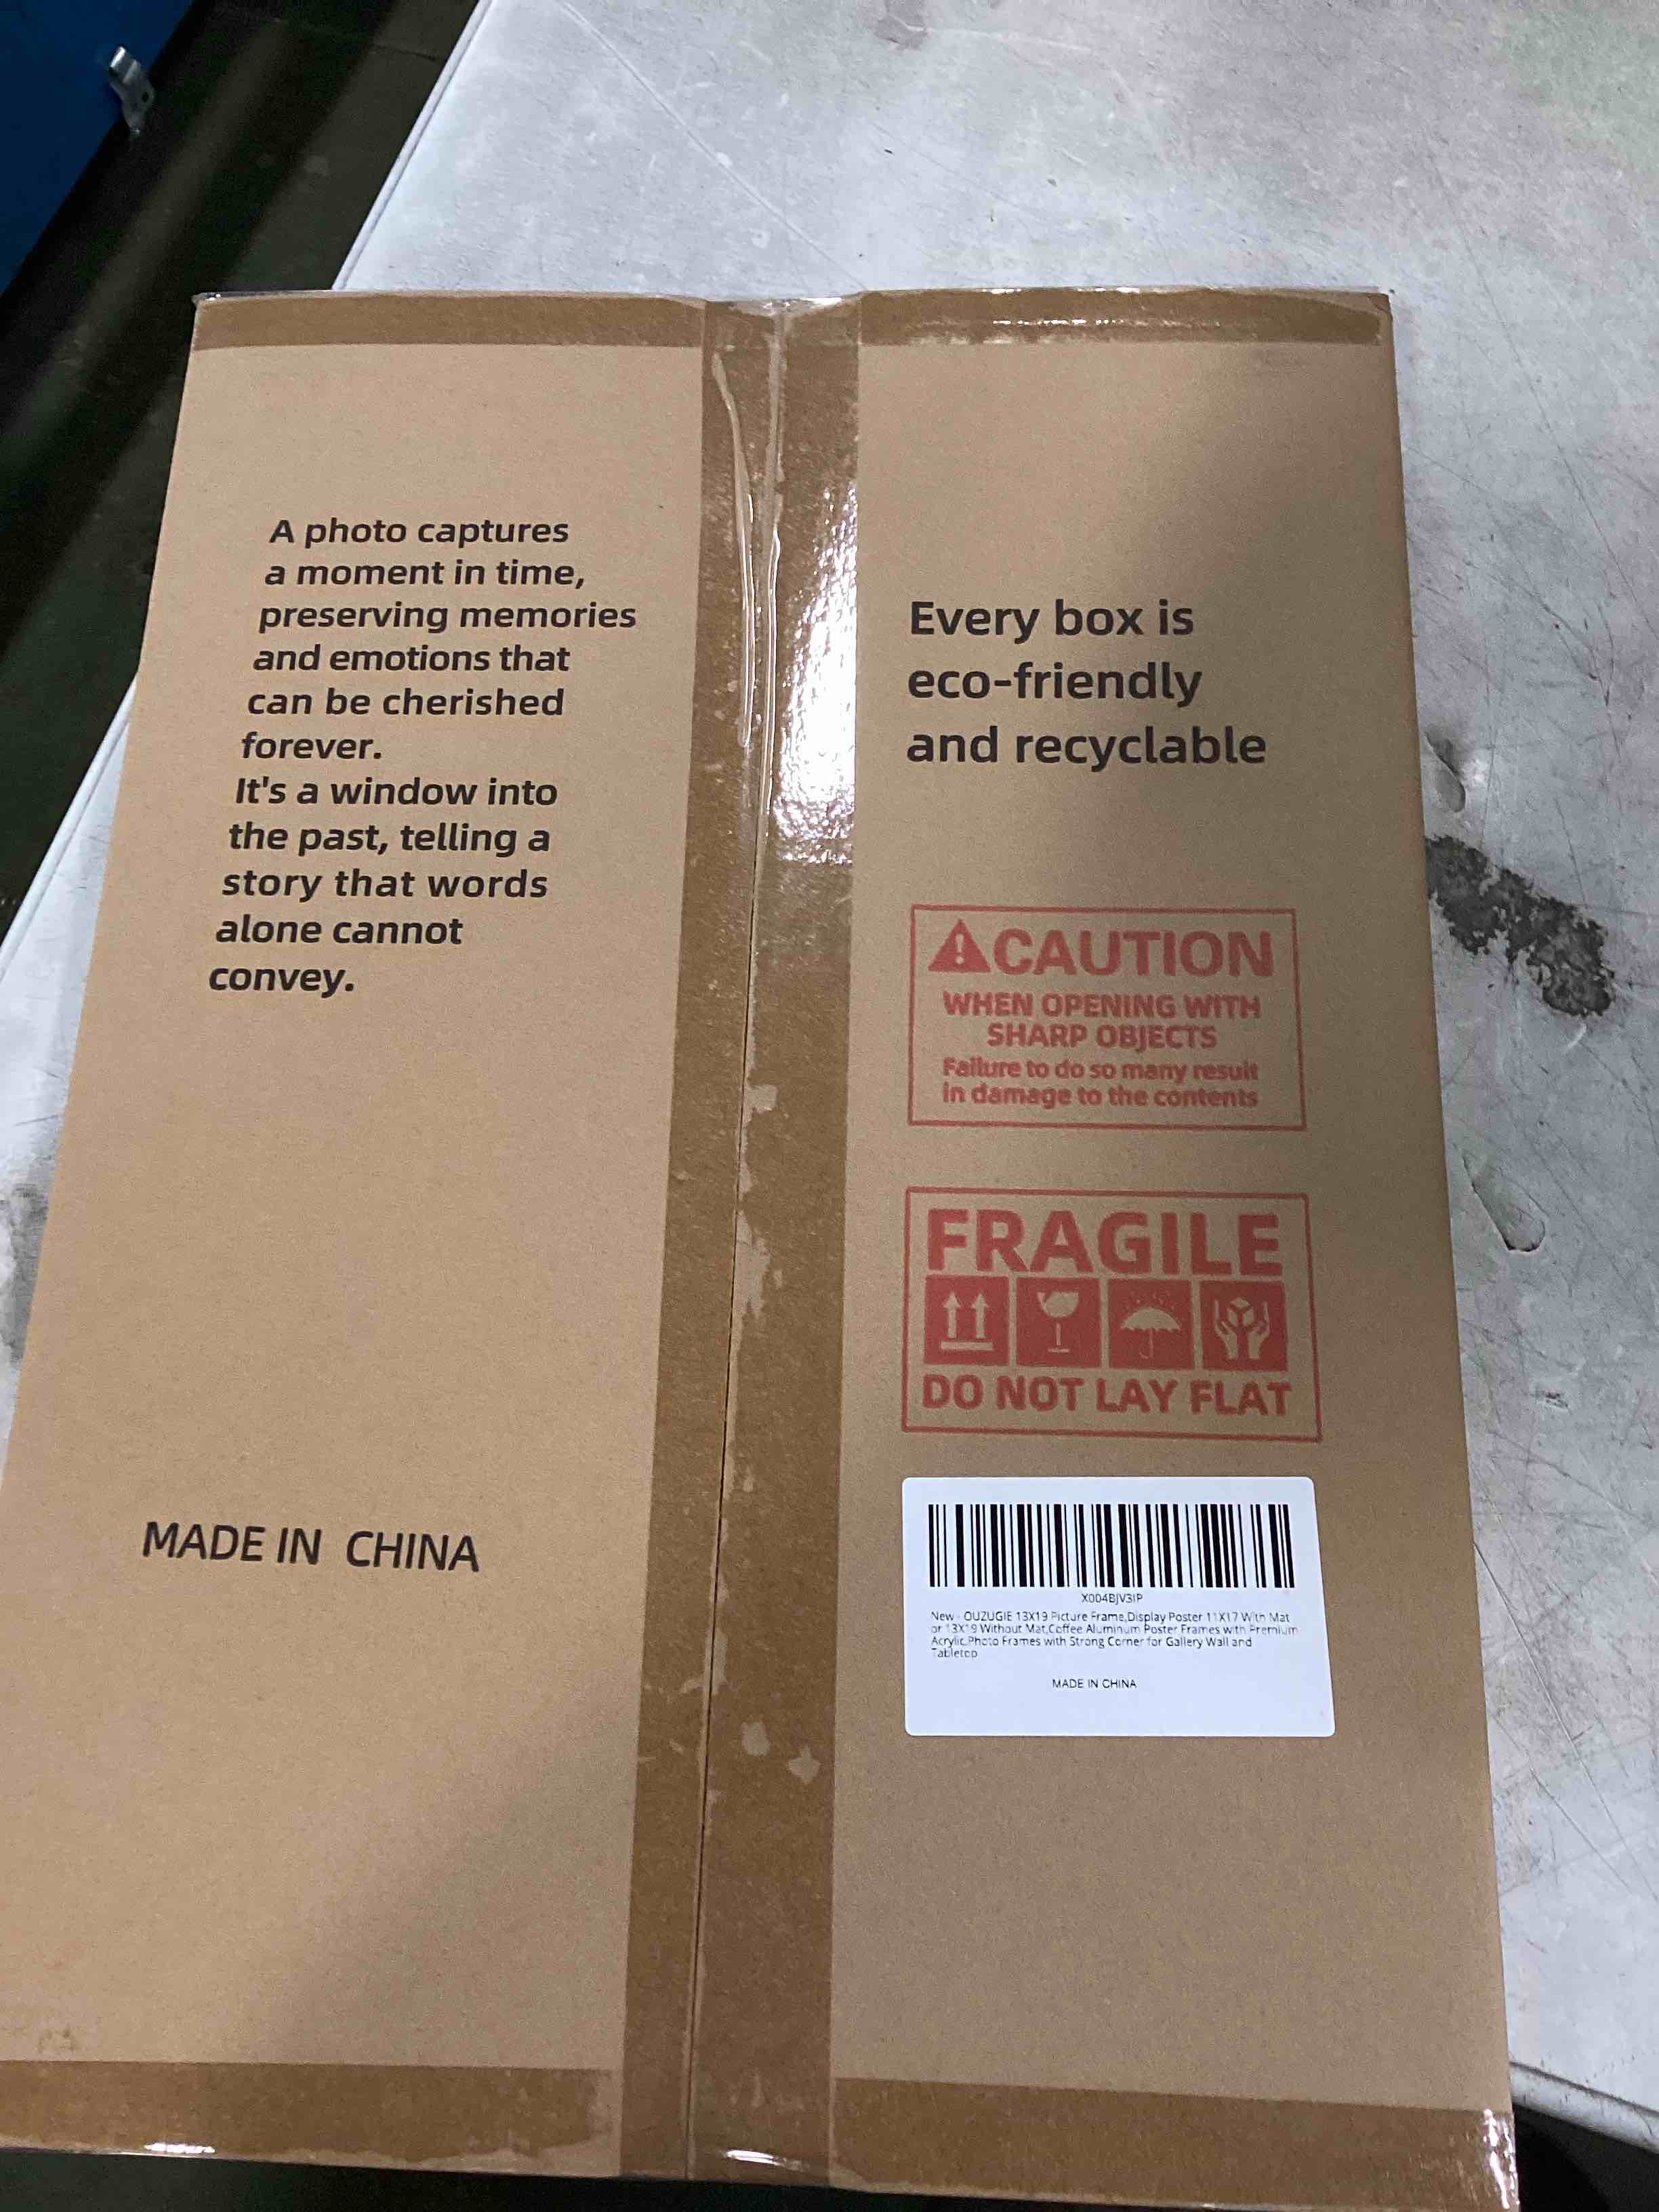 A photo captures
a moment in time,
preserving memories
and emotions that
can be cherished
forever.
It's a window into
the past, telling a
story that words
alone cannot
convey.
MADE IN CHINA
Every box is
eco-friendly
and recyclable
CAUTION
WHEN OPENING WITH
SHARP OBJECTS
Failure to do so many result
in damage to the contents
FRAGILE
DO NOT LAY FLAT
X004BJV3IP
New - OUZUGIE 13X19 Picture Frame,Display Poster 11X17 With Mat
or 13X19 Without Mat,Coffee Aluminum Poster Frames with Premium
Acrylic,Photo Frames with Strong Corner for Gallery Wall and
Tabletop
MADE IN CHINA